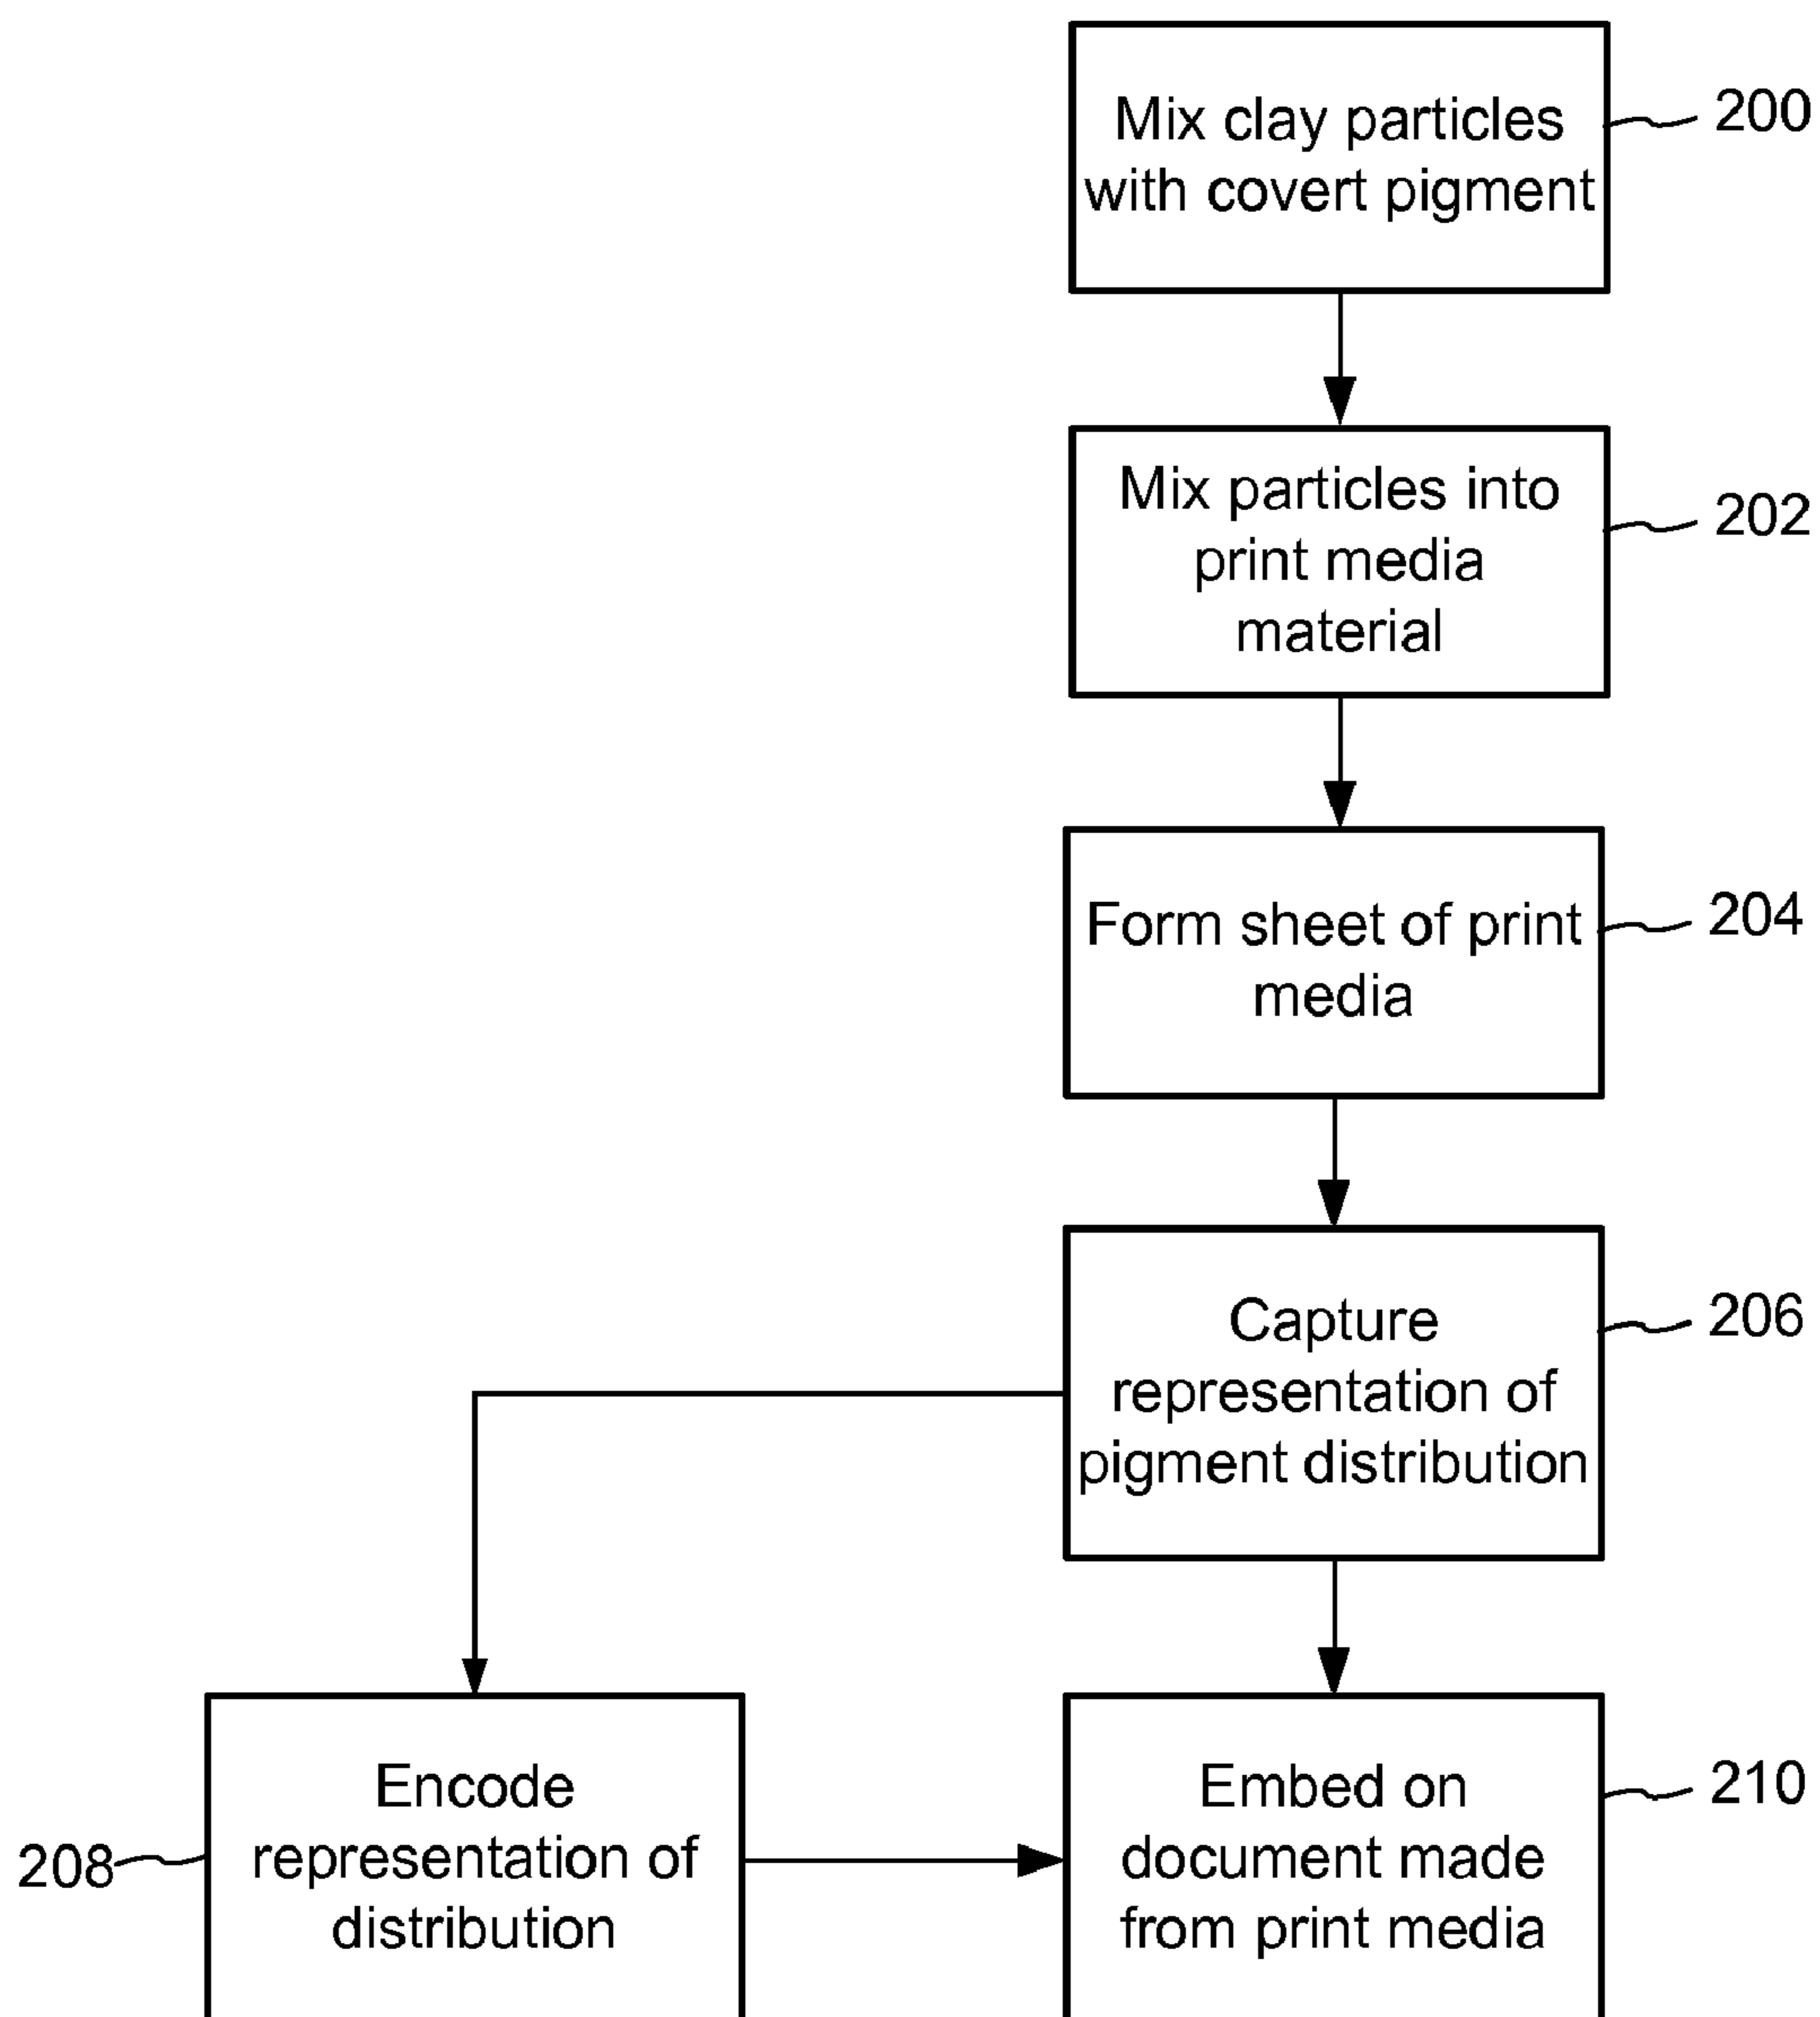 Mix clay particles
with covert pigment
200
Mix particles into
print media
material
202
Form sheet of print
media
204
Capture
representation of
pigment distribution
206
Encode
representation of
distribution
208
Embed on
document made
from print media
210